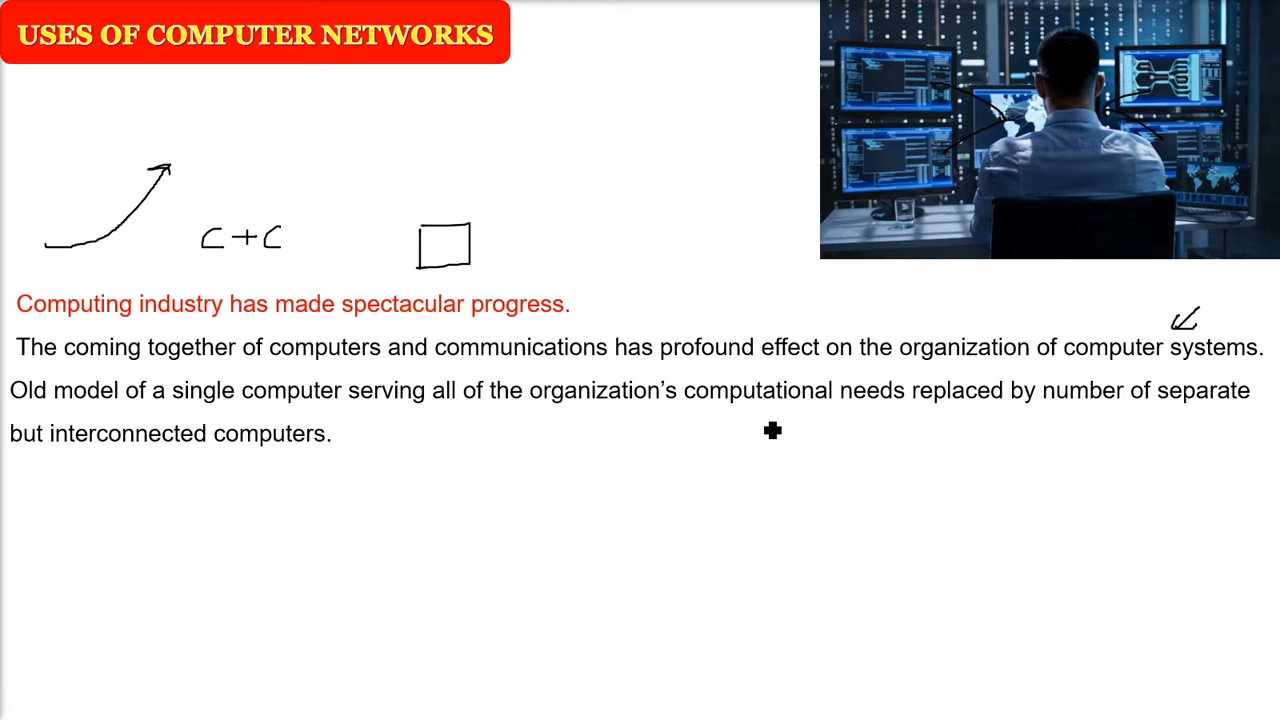 USES OF COMPUTER NETWORKS
C + C
Computing industry has made spectacular progress.
The coming together of computers and communications has profound effect on the organization of computer systems.
Old model of a single computer serving all of the organization’s computational needs replaced by number of separate
but interconnected computers.